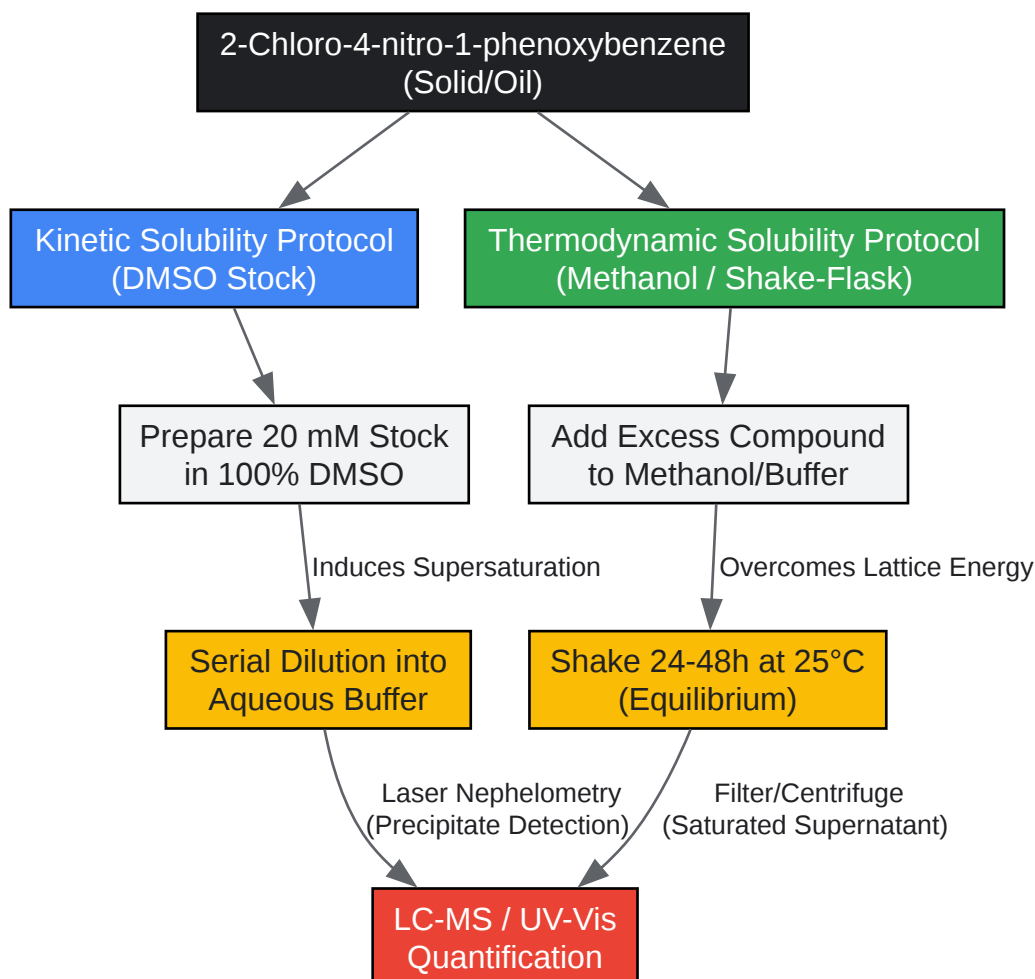 2-Chloro-4-nitro-1-phenoxybenzene
(Solid/Oil)
Kinetic Solubility Protocol
(DMSO Stock)
Thermodynamic Solubility Protocol
(Methanol / Shake-Flask)
Prepare 20 mM Stock
in 100% DMSO
Add Excess Compound
to Methanol/Buffer
Induces Supersaturation
Overcomes Lattice Energy
Serial Dilution into
Aqueous Buffer
Shake 24-48h at 25°C
(Equilibrium)
Laser Nephelometry
(Precipitate Detection)
Filter/Centrifuge
(Saturated Supernatant)
LC-MS / UV-Vis
Quantification